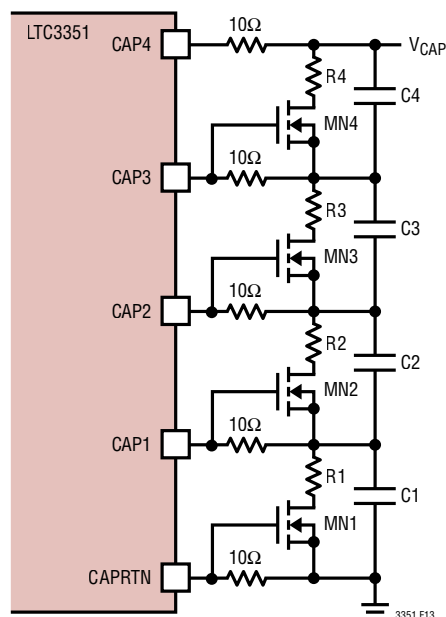 LTC3351
CAP4
10Ω
V_CAP
R4
C4
MN4
10Ω
CAP3
R3
C3
MN3
10Ω
CAP2
R2
C2
MN2
10Ω
CAP1
R1
C1
MN1
10Ω
CAPRTN
3351 F13